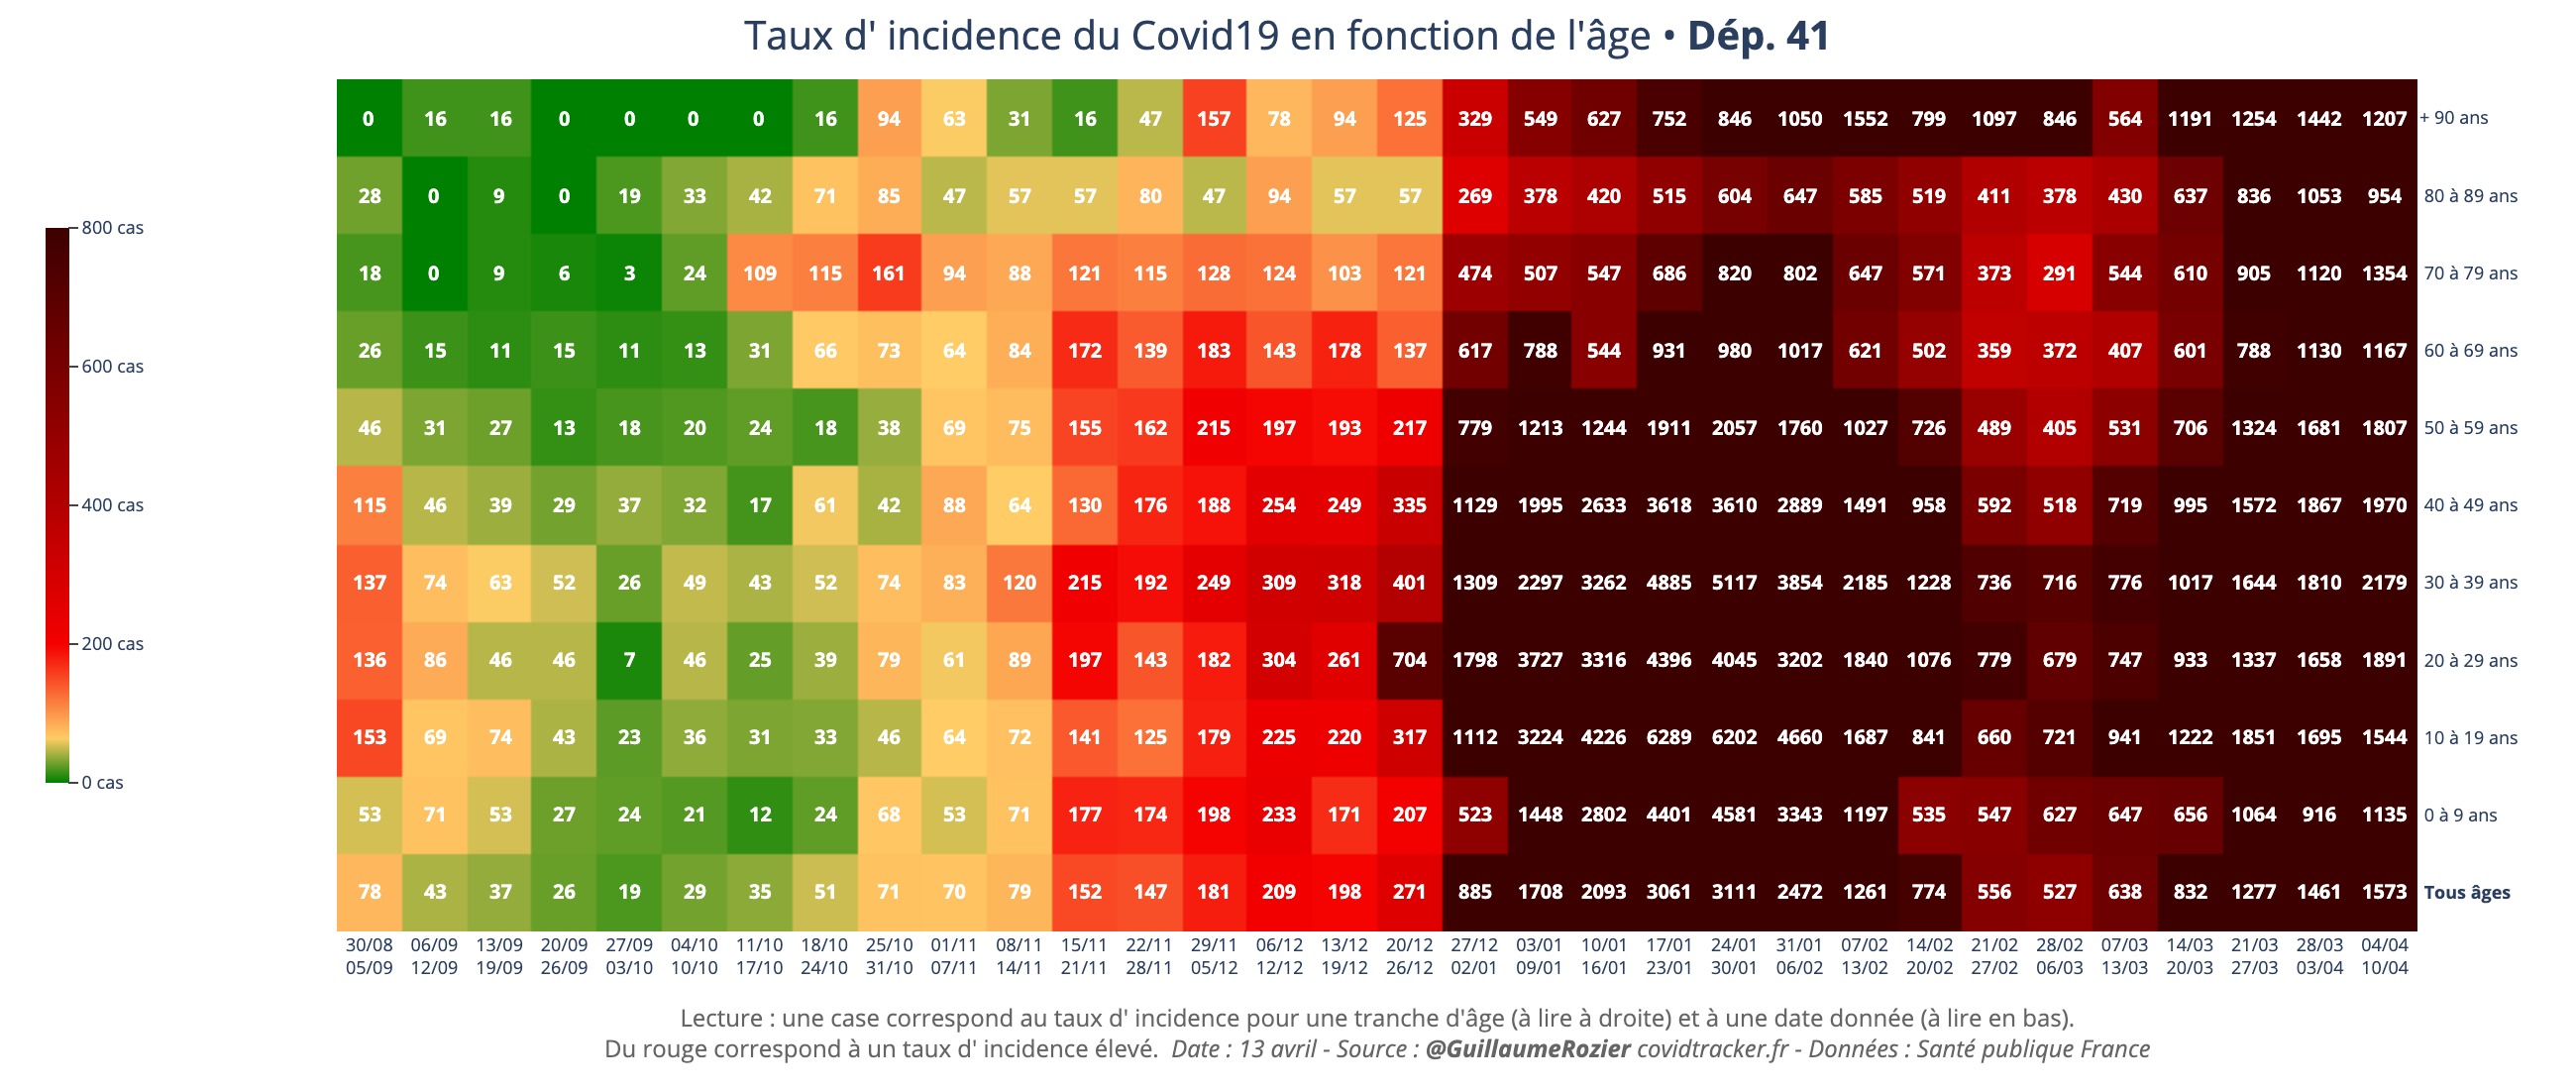 Taux d' incidence du Covid19 en fonction de l'âge • Dép. 41
0 16 16 0 0 0 0 16 94 63 31 16 47 157 78 94 125 329 549 627 752 846 1050 1552 799 1097 846 564 1191 1254 1442 1207 + 90 ans
28 0 9 0 19 33 42 71 85 47 57 57 80 47 94 57 57 269 378 420 515 604 647 585 519 411 378 430 637 836 1053 954 80 à 89 ans
800 cas
18 0 9 6 3 24 109 115 161 94 88 121 115 128 124 103 121 474 507 547 686 820 802 647 571 373 291 544 610 905 1120 1354 70 à 79 ans
26 15 11 15 11 13 31 66 73 64 84 172 139 183 143 178 137 617 788 544 931 980 1017 621 502 359 372 407 601 788 1130 1167 60 à 69 ans
600 cas
46 31 27 13 18 20 24 18 38 69 75 155 162 215 197 193 217 779 1213 1244 1911 2057 1760 1027 726 489 405 531 706 1324 1681 1807 50 à 59 ans
400 cas
115 46 39 29 37 32 17 61 42 88 64 130 176 188 254 249 335 1129 1995 2633 3618 3610 2889 1491 958 592 518 719 995 1572 1867 1970 40 à 49 ans
137 74 63 52 26 49 43 52 74 83 120 215 192 249 309 318 401 1309 2297 3262 4885 5117 3854 2185 1228 736 716 776 1017 1644 1810 2179 30 à 39 ans
200 cas
136 86 46 46 7 46 25 39 79 61 89 197 143 182 304 261 704 1798 3727 3316 4396 4045 3202 1840 1076 779 679 747 933 1337 1658 1891 20 à 29 ans
153 69 74 43 23 36 31 33 46 64 72 141 125 179 225 220 317 1112 3224 4226 6289 6202 4660 1687 841 660 721 941 1222 1851 1695 1544 10 à 19 ans
0 cas
53 71 53 27 24 21 12 24 68 53 71 177 174 198 233 171 207 523 1448 2802 4401 4581 3343 1197 535 547 627 647 656 1064 916 1135 0 à 9 ans
78 43 37 26 19 29 35 51 71 70 79 152 147 181 209 198 271 885 1708 2093 3061 3111 2472 1261 774 556 527 638 832 1277 1461 1573 Tous âges
30/08 06/09 13/09 20/09 27/09 04/10 11/10 18/10 25/10 01/11 08/11 15/11 22/11 29/11 06/12 13/12 20/12 27/12 03/01 10/01 17/01 24/01 31/01 07/02 14/02 21/02 28/02 07/03 14/03 21/03 28/03 04/04
05/09 12/09 19/09 26/09 03/10 10/10 17/10 24/10 31/10 07/11 14/11 21/11 28/11 05/12 12/12 19/12 26/12 02/01 09/01 16/01 23/01 30/01 06/02 13/02 20/02 27/02 06/03 13/03 20/03 27/03 03/04 10/04
Lecture : une case correspond au taux d' incidence pour une tranche d'âge (à lire à droite) et à une date donnée (à lire en bas).
Du rouge correspond à un taux d' incidence élevé. Date : 13 avril - Source : @GuillaumeRozier covidtracker.fr - Données : Santé publique France